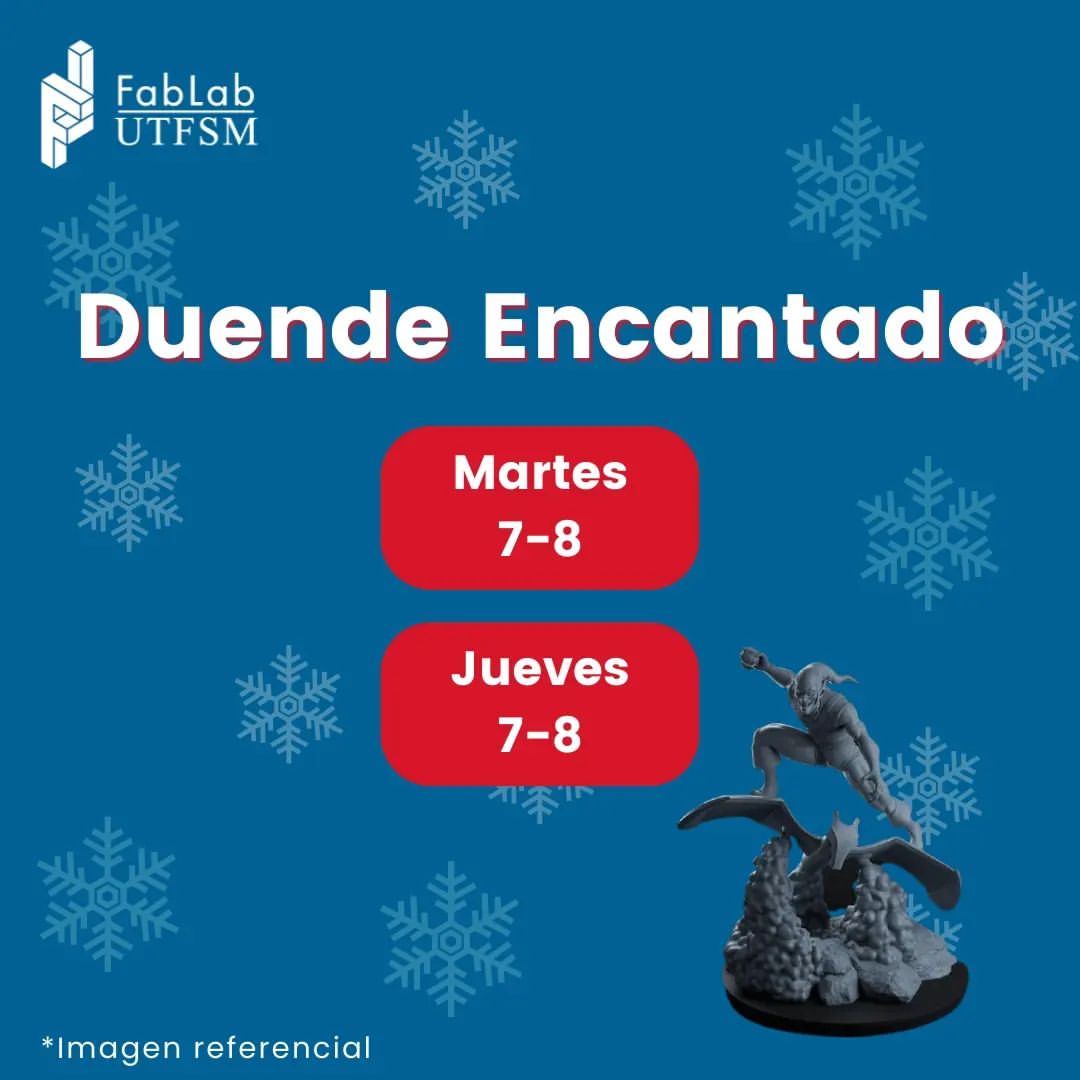 FabLab
UTFSM
Duende Encantado
Martes
7-8
Jueves
7-8
*Imagen referencial